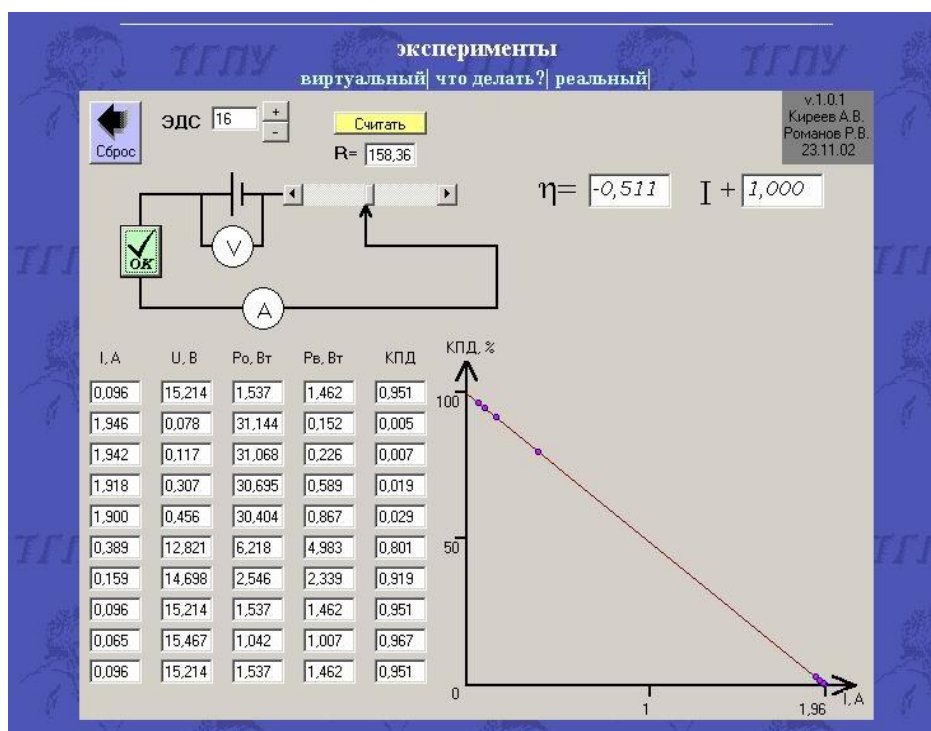 эксперименты
виртуальный| что делать?| реальный|
ТГПУ ТГПУ
Сброс
ЭДС 16 + -
Считать
R= 158,36
v.1.0.1
Киреев А.В.
Романов Р.В.
23.11.02
η= -0,511 I + 1,000
OK
V
A
I, А U, В Pо, Вт Pв, Вт КПД
0,096 15,214 1,537 1,462 0,951
1,946 0,078 31,144 0,152 0,005
1,942 0,117 31,068 0,226 0,007
1,918 0,307 30,695 0,589 0,019
1,900 0,456 30,404 0,867 0,029
0,389 12,821 6,218 4,983 0,801
0,159 14,698 2,546 2,339 0,919
0,096 15,214 1,537 1,462 0,951
0,065 15,467 1,042 1,007 0,967
0,096 15,214 1,537 1,462 0,951
КПД, %
100
50
0
1
1,96
I, А